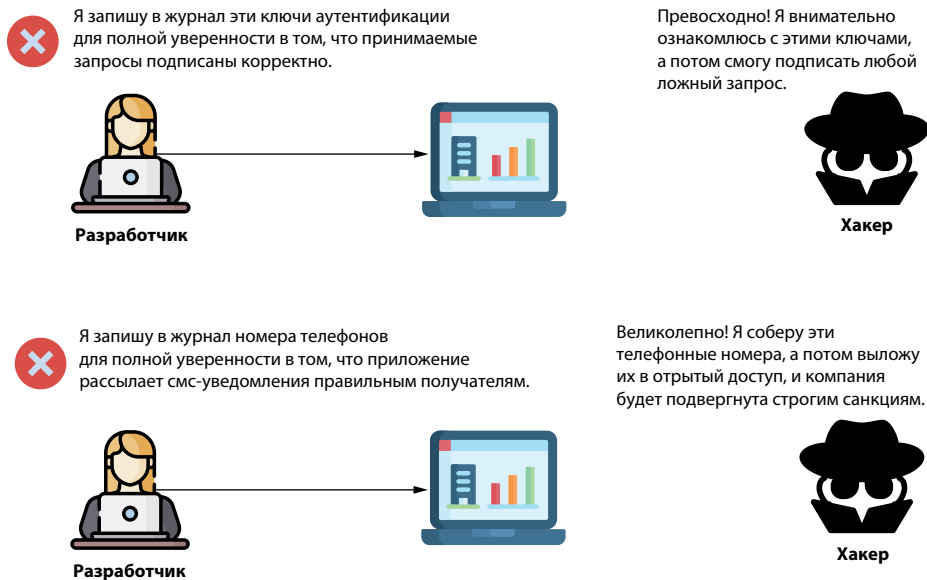 Я запишу в журнал эти ключи аутентификации
для полной уверенности в том, что принимаемые
запросы подписаны корректно.
Превосходно! Я внимательно
ознакомлюсь с этими ключами,
а потом смогу подписать любой
ложный запрос.
Разработчик
Хакер
Я запишу в журнал номера телефонов
для полной уверенности в том, что приложение
рассылает смс-уведомления правильным получателям.
Великолепно! Я соберу эти
телефонные номера, а потом выложу
их в отрытый доступ, и компания
будет подвергнута строгим санкциям.
Разработчик
Хакер